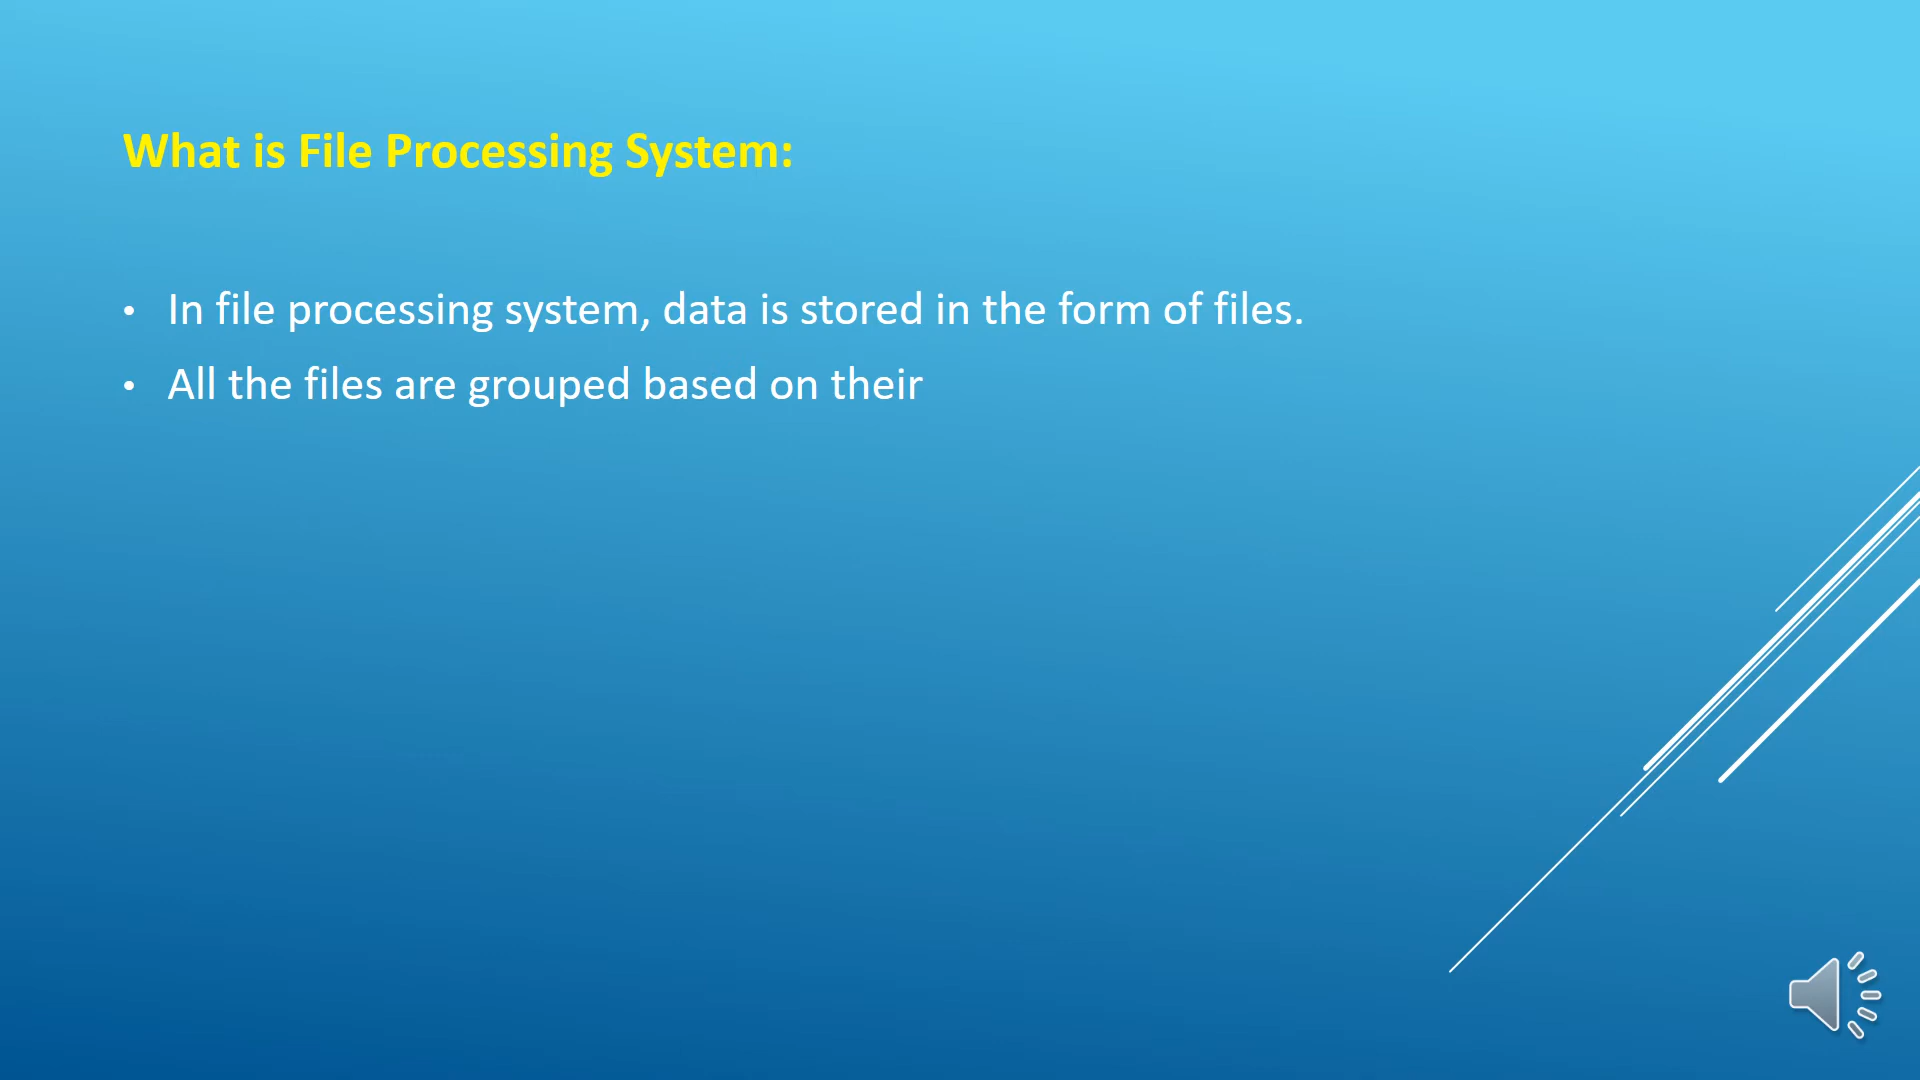 What is File Processing System:
• In file processing system, data is stored in the form of files.
• All the files are grouped based on their